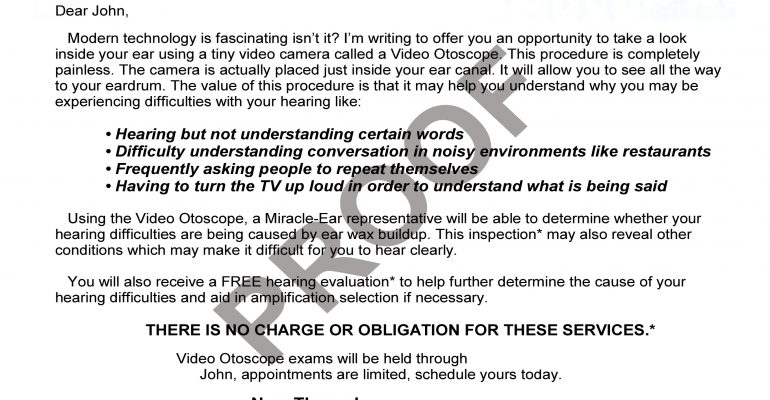 Dear John,
Modern technology is fascinating isn't it? I'm writing to offer you an opportunity to take a look
inside your ear using a tiny video camera called a Video Otoscope. This procedure is completely
painless. The camera is actually placed just inside your ear canal. It will allow you to see all the way
to your eardrum. The value of this procedure is that it may help you understand why you may be
experiencing difficulties with your hearing like:
• Hearing but not understanding certain words
• Difficulty understanding conversation in noisy environments like restaurants
• Frequently asking people to repeat themselves
• Having to turn the TV up loud in order to understand what is being said
Using the Video Otoscope, a Miracle-Ear representative will be able to determine whether your
hearing difficulties are being caused by ear wax buildup. This inspection* may also reveal other
conditions which may make it difficult for you to hear clearly.
You will also receive a FREE hearing evaluation* to help further determine the cause of your
hearing difficulties and aid in amplification selection if necessary.
THERE IS NO CHARGE OR OBLIGATION FOR THESE SERVICES.*
Video Otoscope exams will be held through
John, appointments are limited, schedule yours today.
PROOF